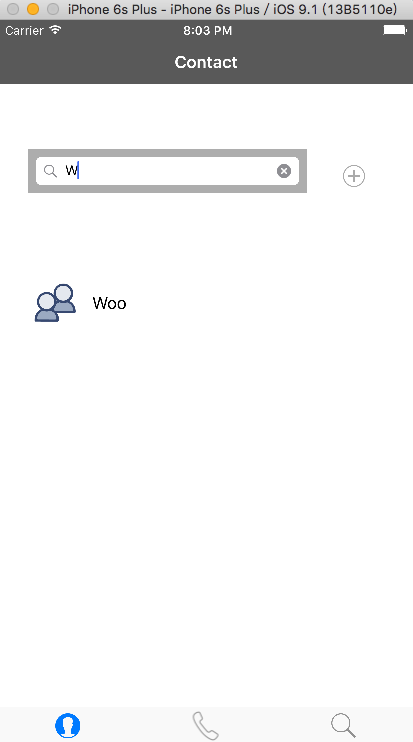 iPhone 6s Plus - iPhone 6s Plus / iOS 9.1 (13B5110e)
Carrier 8:03 PM
Contact
W
Woo